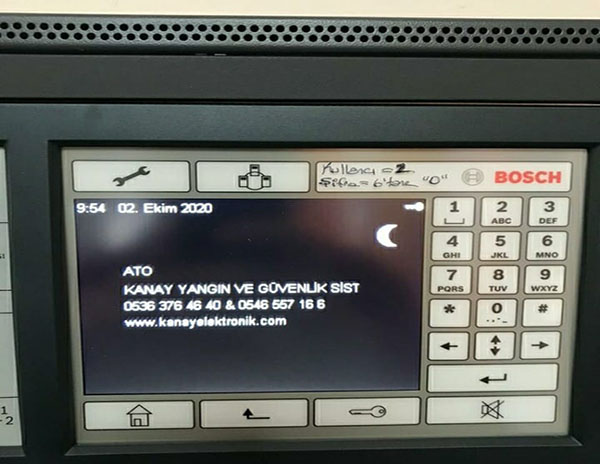 Kullanıcı = 2
Şifre = 6 tane "0"
BOSCH
9:54 02. Ekim 2020
ATO
KANAY YANGIN VE GÜVENLİK SİST
0536 376 46 40 & 0546 557 16 6
www.kanayelektronik.com
1
2 ABC
3 DEF
4 GHI
5 JKL
6 MNO
7 PQRS
8 TUV
9 WXYZ
*
0
#
1
- 2